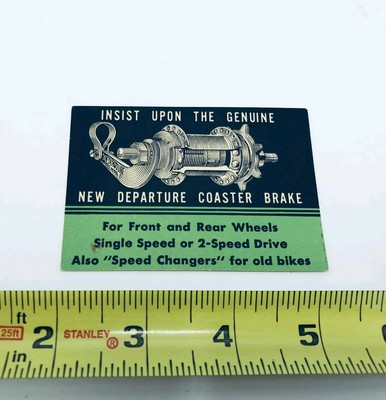 INSIST UPON THE GENUINE
NEW DEPARTURE COASTER BRAKE
For Front and Rear Wheels
Single Speed or 2-Speed Drive
Also "Speed Changers" for old bikes
ft
25ft
in
2 STANLEY 3 4 5 6